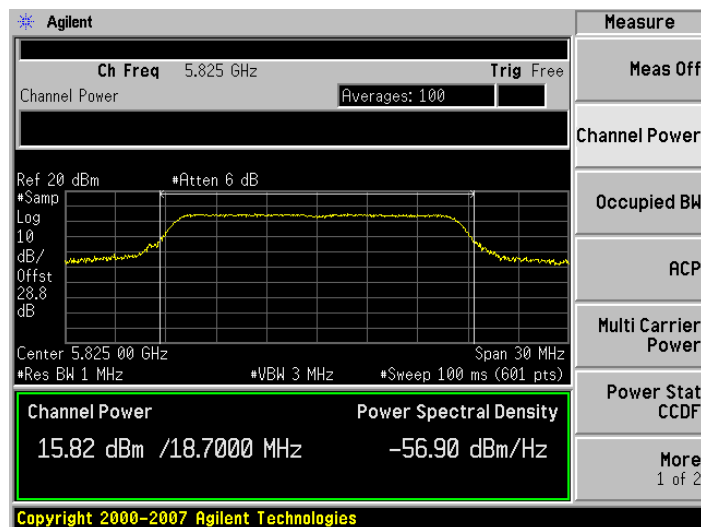 Agilent
Measure
Ch Freq 5.825 GHz Trig Free
Meas Off
Channel Power Averages: 100
Channel Power
Ref 20 dBm #Atten 6 dB
#Samp
Log
10
dB/
Offst
28.8
dB
Occupied BW
ACP
Multi Carrier
Power
Center 5.825 00 GHz Span 30 MHz
#Res BW 1 MHz #VBW 3 MHz #Sweep 100 ms (601 pts)
Power Stat
CCDF
Channel Power Power Spectral Density
15.82 dBm /18.7000 MHz -56.90 dBm/Hz
More
1 of 2
Copyright 2000-2007 Agilent Technologies